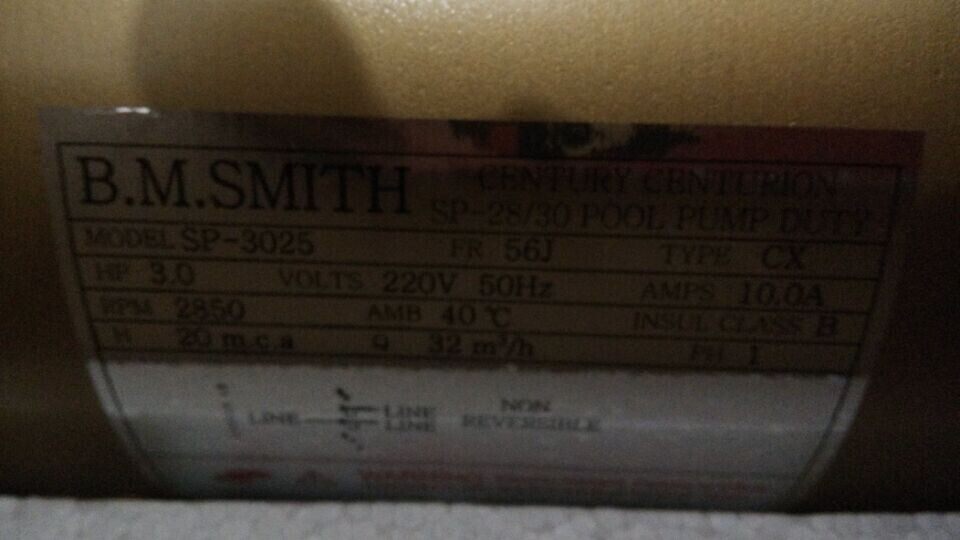 B.M.SMITH CENTURY CENTURION
SP-28/30 POOL PUMP DUTY
MODEL SP-3025 FR 56J TYPE CX
HP 3.0 VOLTS 220V 50Hz AMPS 10.0A
RPM 2850 AMB 40 ℃ INSUL CLASS B
H 20 m.c.a q 32 m³/h PH 1
LINE LINE NON
LINE REVERSIBLE